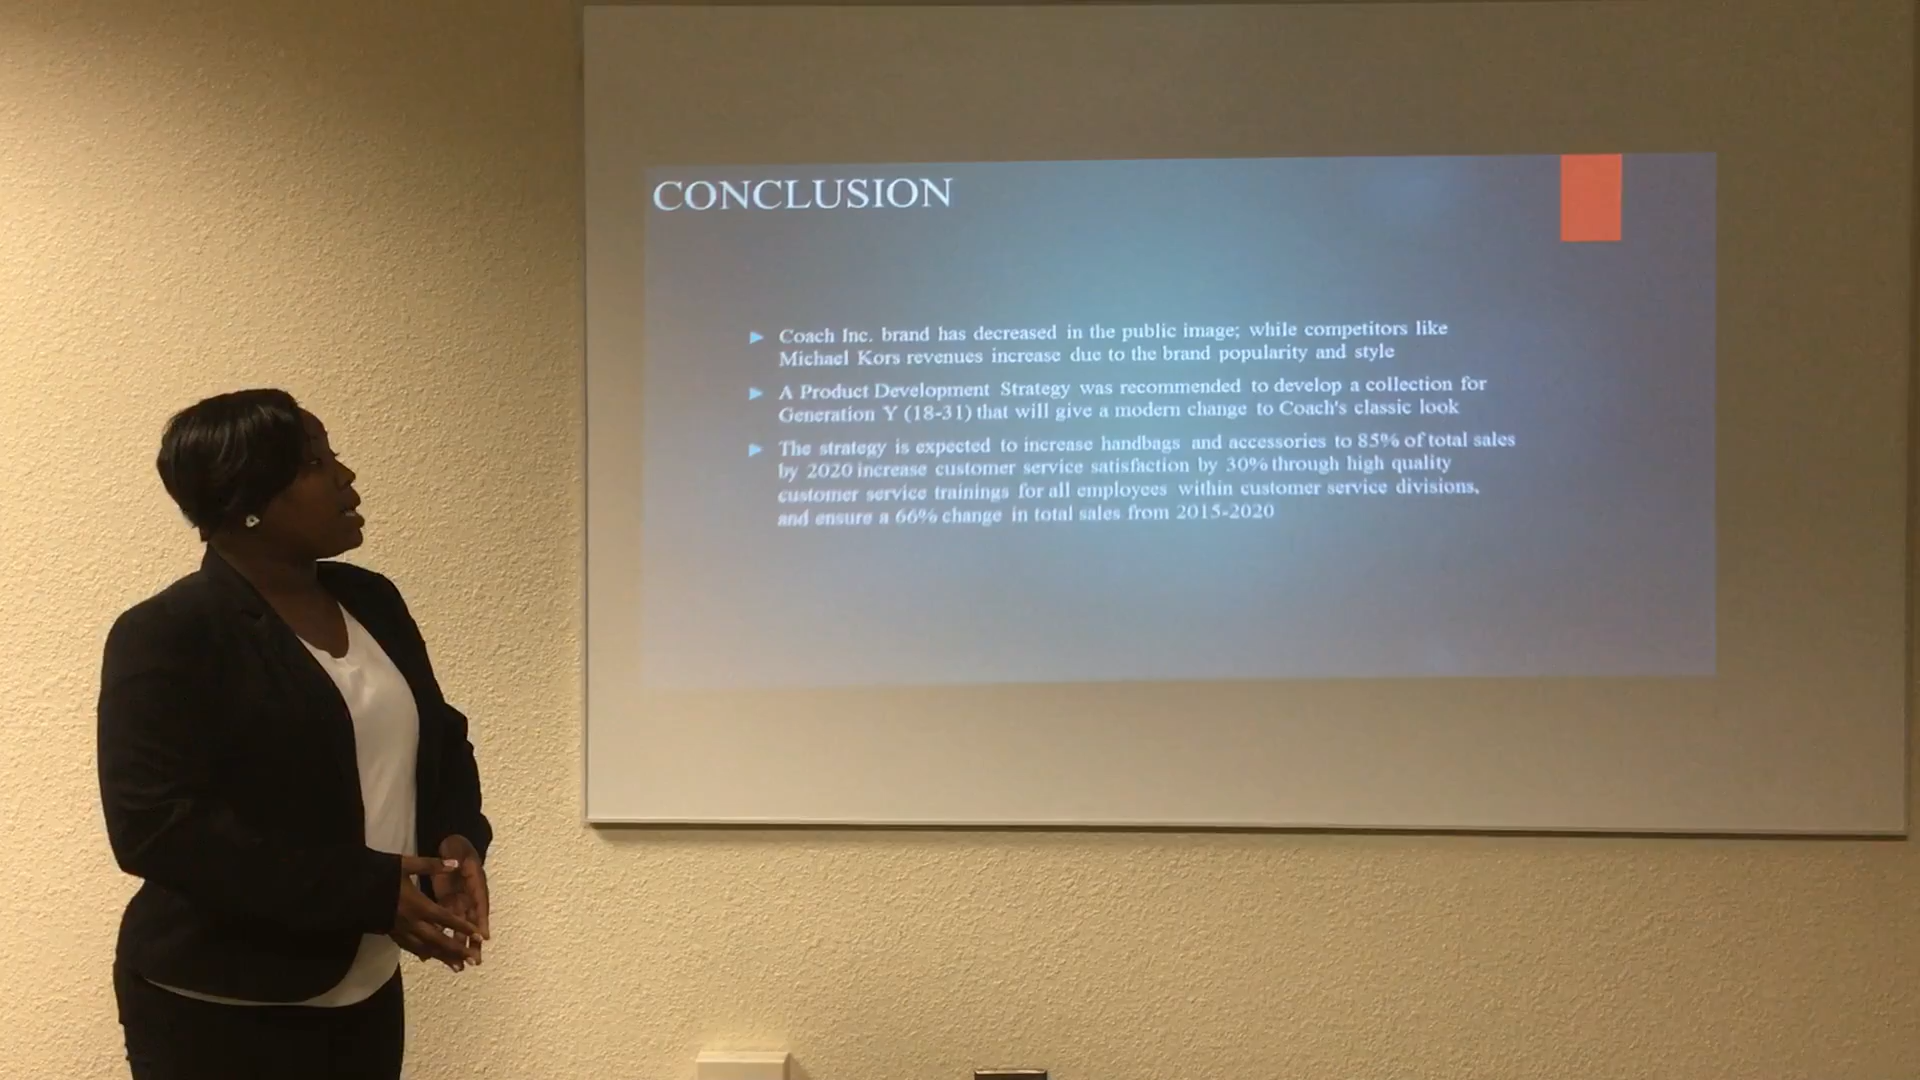 CONCLUSION
Coach Inc. brand has decreased in the public image; while competitors like
Michael Kors revenues increase due to the brand popularity and style
A Product Development Strategy was recommended to develop a collection for
Generation Y (18-31) that will give a modern change to Coach's classic look
The strategy is expected to increase handbags and accessories to 85% of total sales
by 2020 increase customer service satisfaction by 30% through high quality
customer service trainings for all employees within customer service divisions,
and ensure a 66% change in total sales from 2015-2020